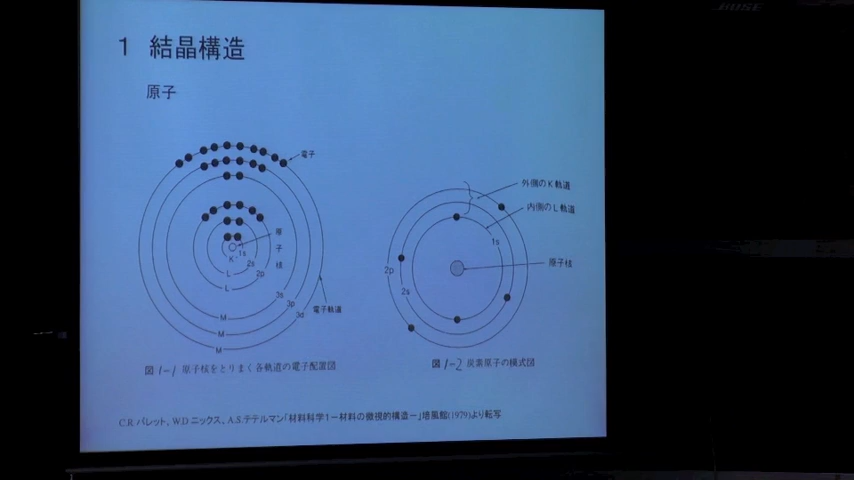 BOSE
1 結晶構造
原子
電子
原子核
1s
K
2s
L
2p
L
3s
M
3p
M
3d
M
電子軌道
図1-1 原子核をとりまく各軌道の電子配置図
外側のK軌道
内側のL軌道
1s
原子核
2p
2s
図1-2 炭素原子の模式図
C.R.バレット, W.D.ニックス, A.S.テテルマン「材料科学1-材料の微視的構造-」培風館(1979)より転写